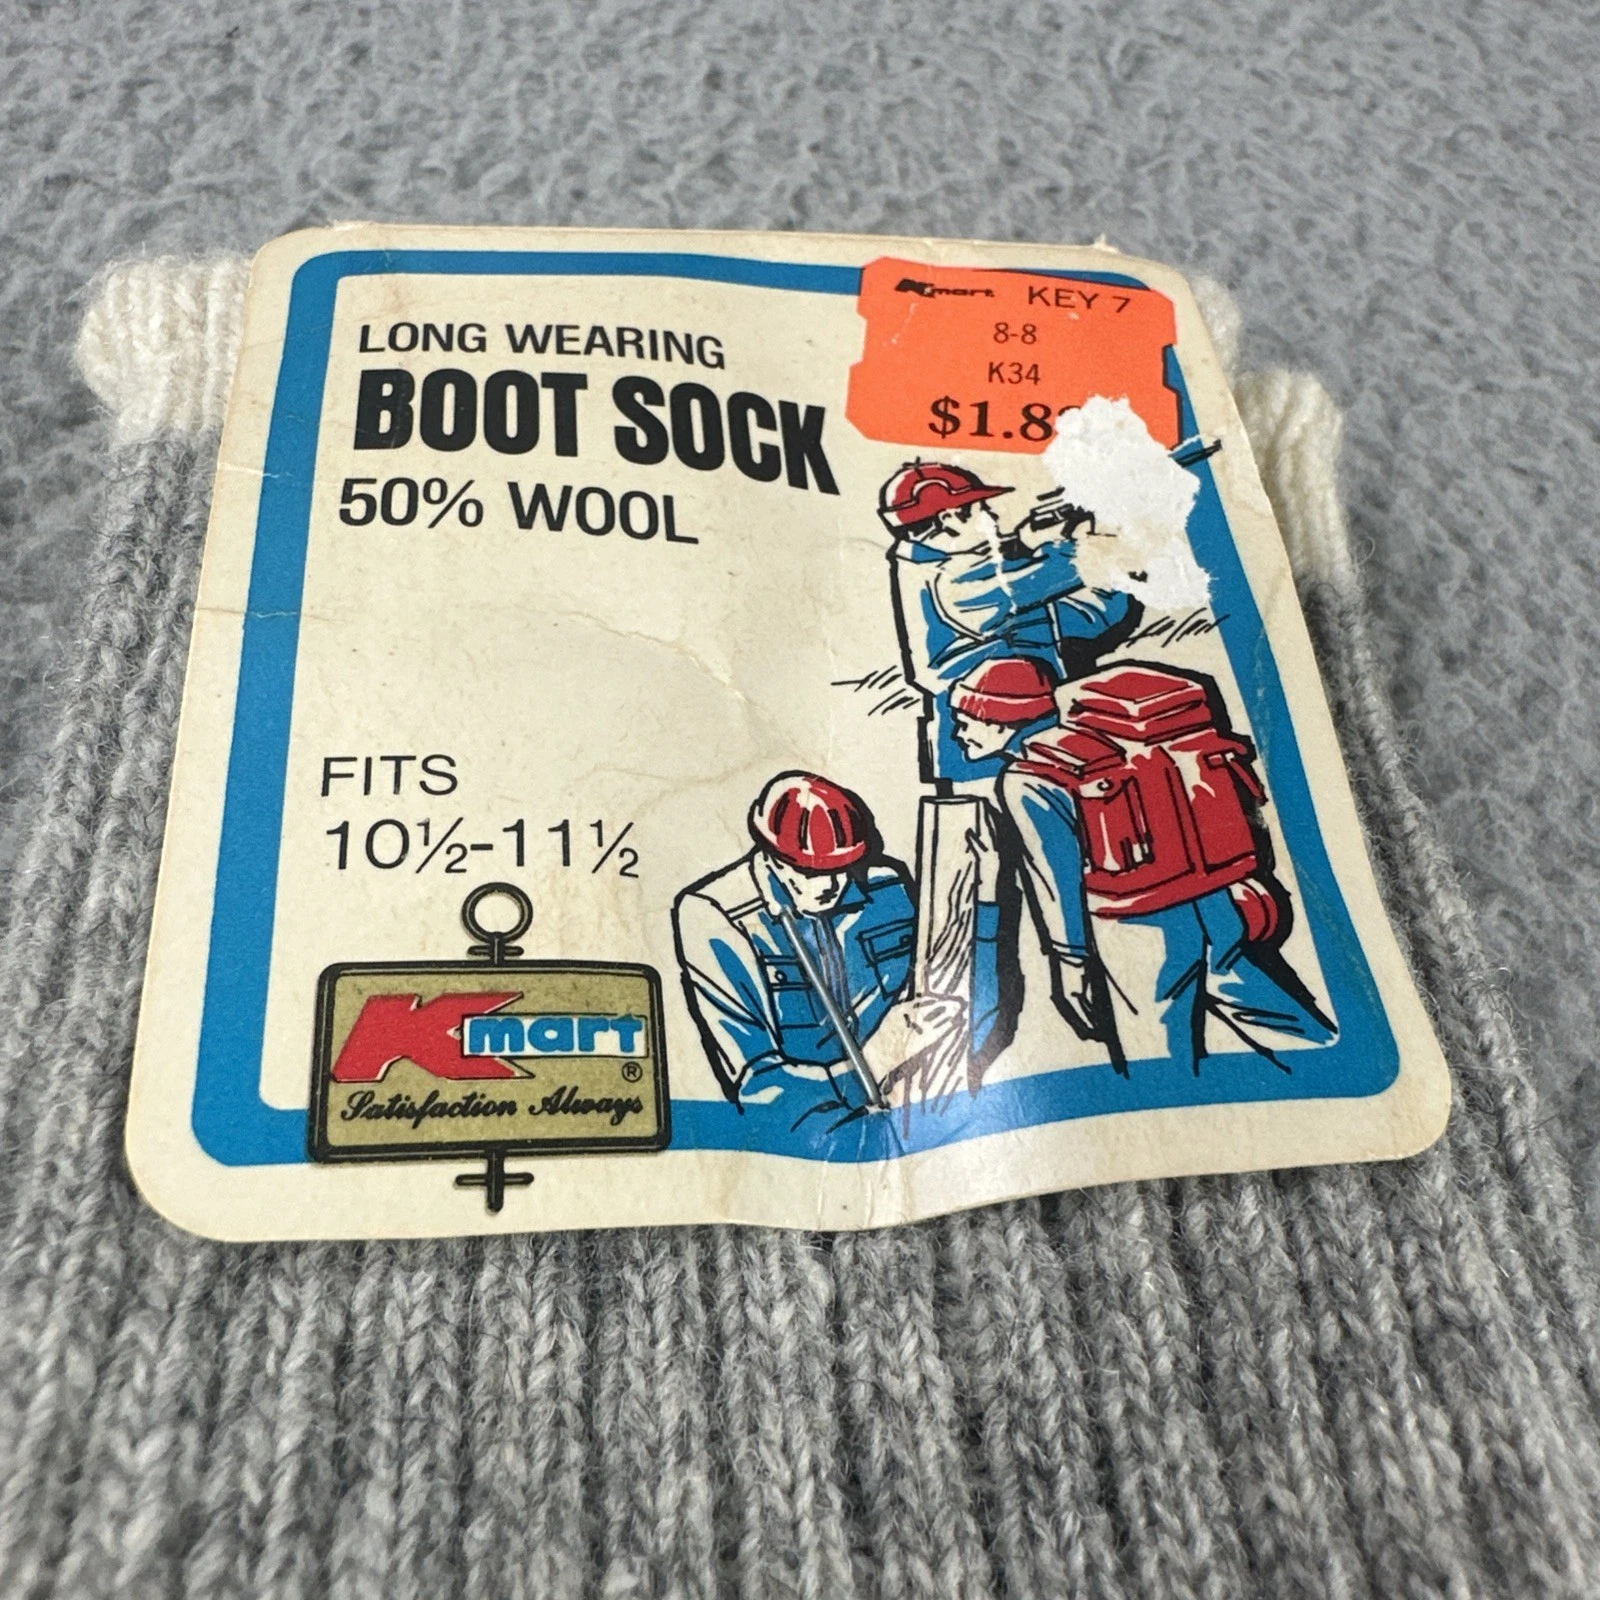 Kmart KEY 7
8-8
K34
LONG WEARING
BOOT SOCK
50% WOOL
FITS
10½-11½
Kmart ®
Satisfaction Always